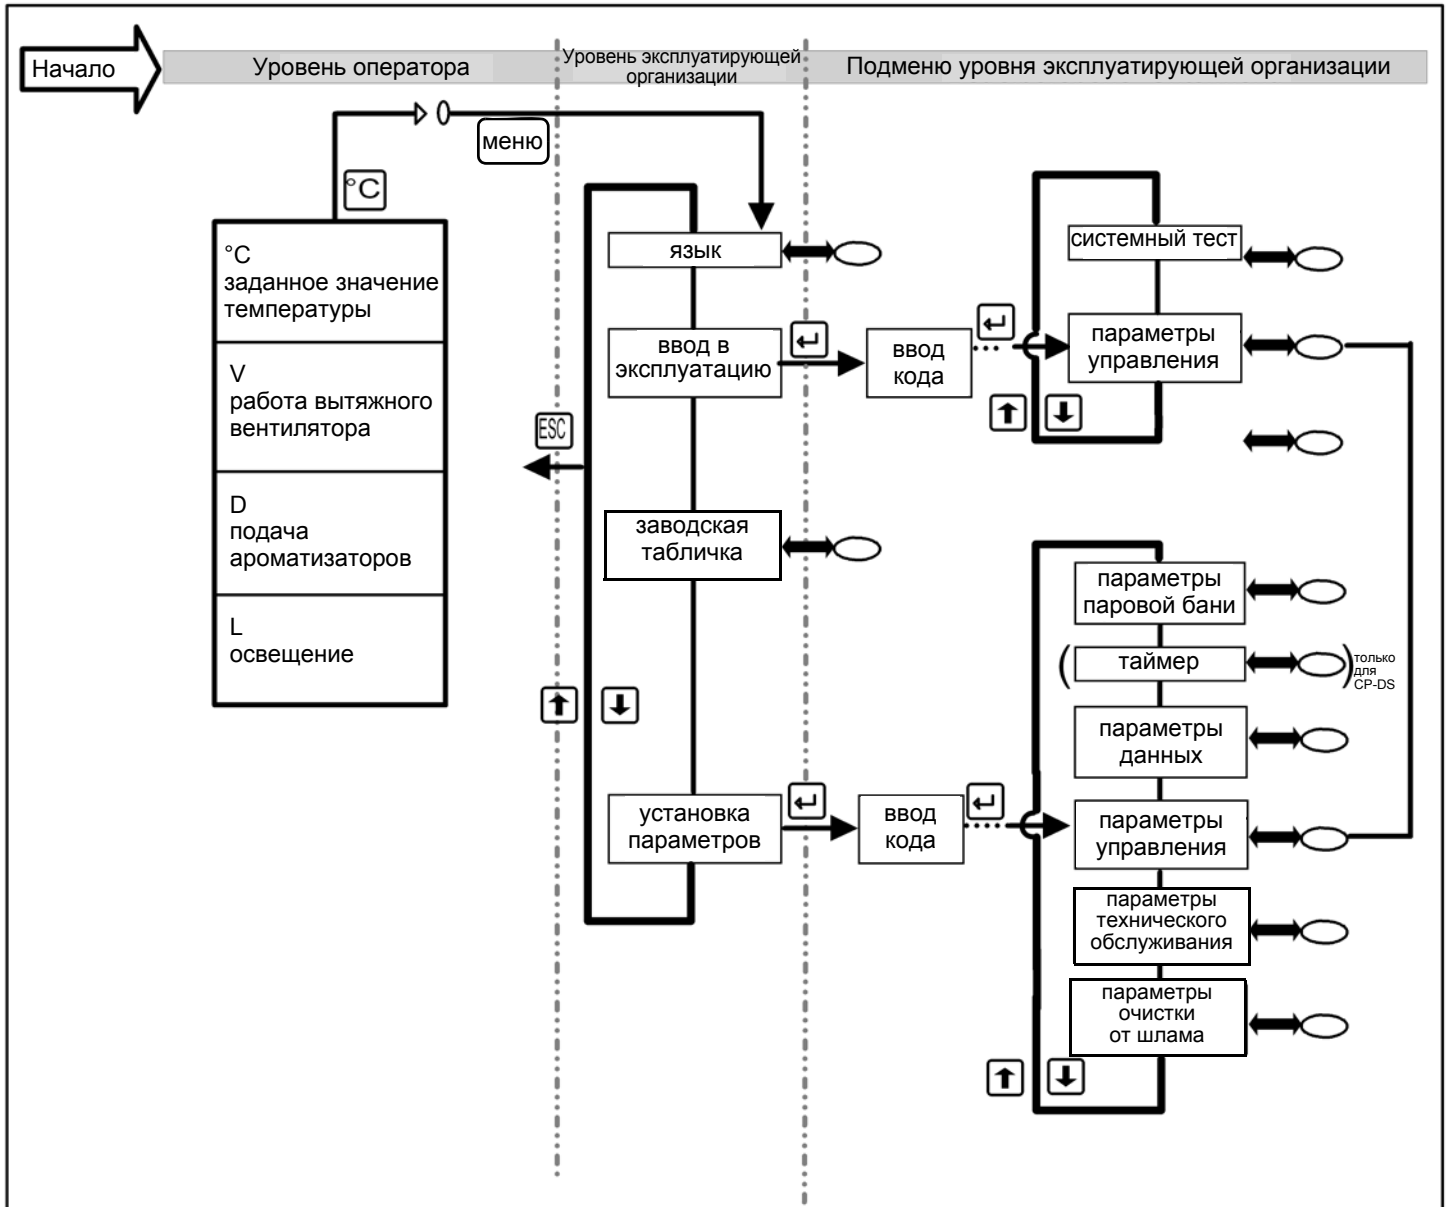 Начало
Уровень оператора
Уровень эксплуатирующей
организации
Подменю уровня эксплуатирующей организации
меню
°C
°C
заданное значение
температуры
V
работа вытяжного
вентилятора
D
подача
ароматизаторов
L
освещение
ESC
язык
ввод в
эксплуатацию
заводская
табличка
установка
параметров
ввод
кода
системный тест
параметры
управления
ввод
кода
параметры
паровой бани
( таймер )
только
для
CP-DS
параметры
данных
параметры
управления
параметры
технического
обслуживания
параметры
очистки
от шлама